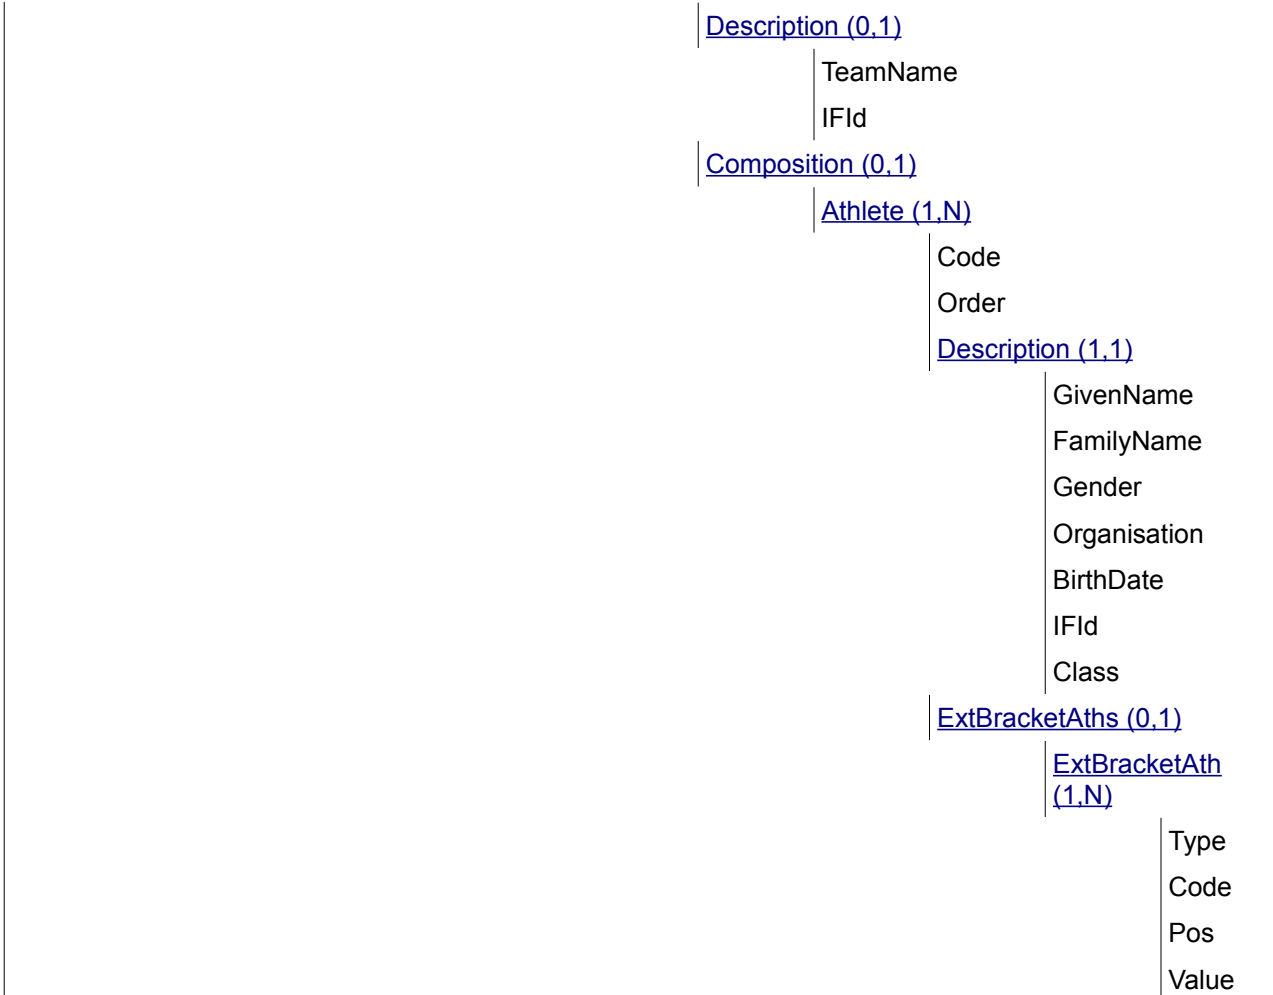 Description (0,1)
TeamName
IFId
Composition (0,1)
Athlete (1,N)
Code
Order
Description (1,1)
GivenName
FamilyName
Gender
Organisation
BirthDate
IFId
Class
ExtBracketAths (0,1)
ExtBracketAth
(1,N)
Type
Code
Pos
Value